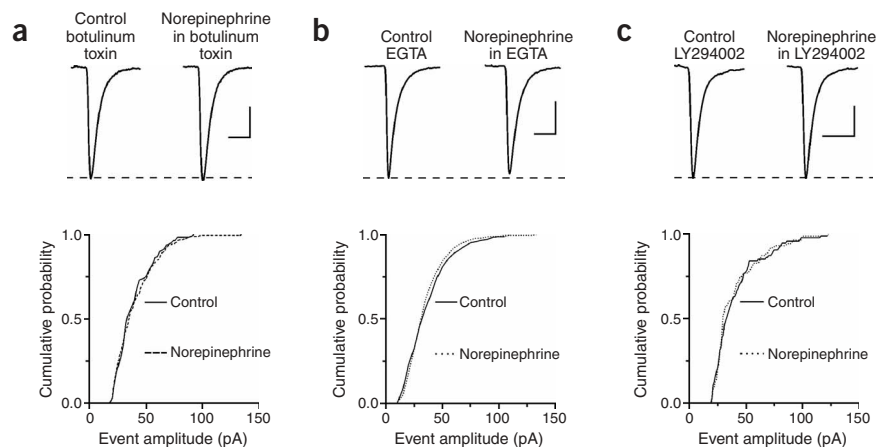 a
Control
botulinum
toxin
Norepinephrine
in botulinum
toxin
Cumulative probability
1.0
0.5
0.0
Control
Norepinephrine
0 50 100 150
Event amplitude (pA)
b
Control
EGTA
Norepinephrine
in EGTA
Cumulative probability
1.0
0.5
0.0
Control
Norepinephrine
0 50 100 150
Event amplitude (pA)
c
Control
LY294002
Norepinephrine
in LY294002
Cumulative probability
1.0
0.5
0.0
Control
Norepinephrine
0 50 100 150
Event amplitude (pA)